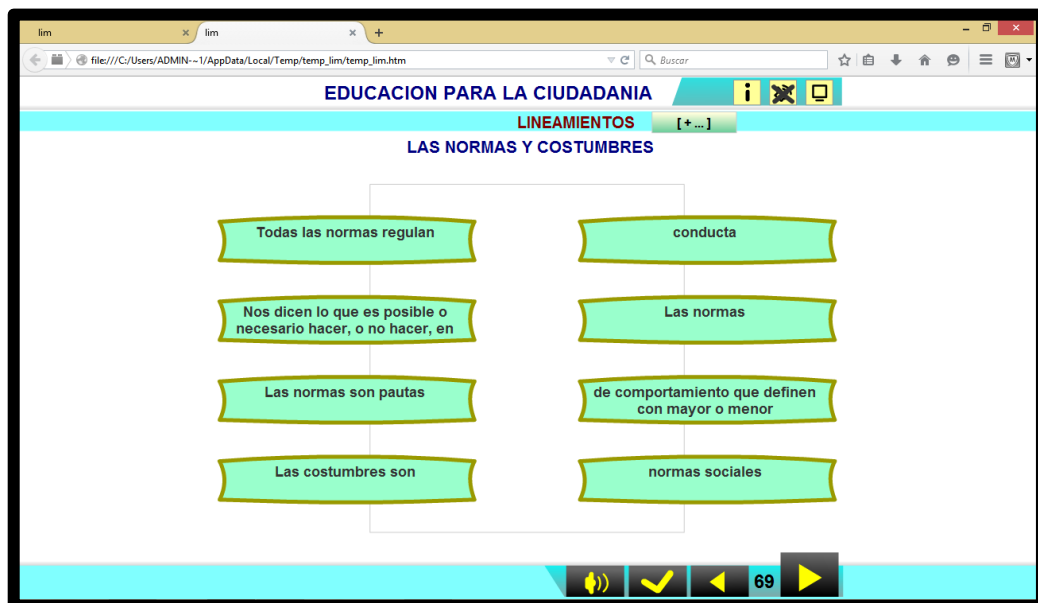 lim
lim
file:///C:/Users/ADMIN-~1/AppData/Local/Temp/temp_lim/temp_lim.htm
Buscar
EDUCACION PARA LA CIUDADANIA
LINEAMIENTOS [+...]
LAS NORMAS Y COSTUMBRES
Todas las normas regulan
conducta
Nos dicen lo que es posible o
necesario hacer, o no hacer, en
Las normas
Las normas son pautas
de comportamiento que definen
con mayor o menor
Las costumbres son
normas sociales
69